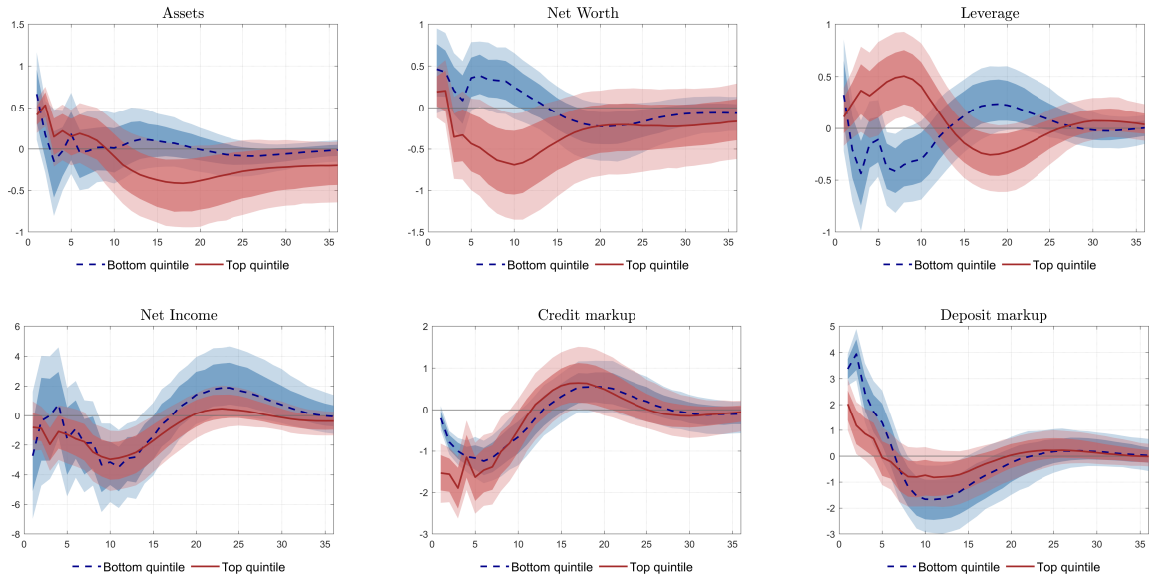 Assets
1.5
1
0.5
0
-0.5
-1
0 5 10 15 20 25 30 35
Bottom quintile Top quintile
Net Worth
1
0.5
0
-0.5
-1
-1.5
0 5 10 15 20 25 30 35
Bottom quintile Top quintile
Leverage
1
0.5
0
-0.5
-1
0 5 10 15 20 25 30 35
Bottom quintile Top quintile
Net Income
6
4
2
0
-2
-4
-6
-8
0 5 10 15 20 25 30 35
Bottom quintile Top quintile
Credit markup
2
1
0
-1
-2
-3
0 5 10 15 20 25 30 35
Bottom quintile Top quintile
Deposit markup
5
4
3
2
1
0
-1
-2
-3
0 5 10 15 20 25 30 35
Bottom quintile Top quintile